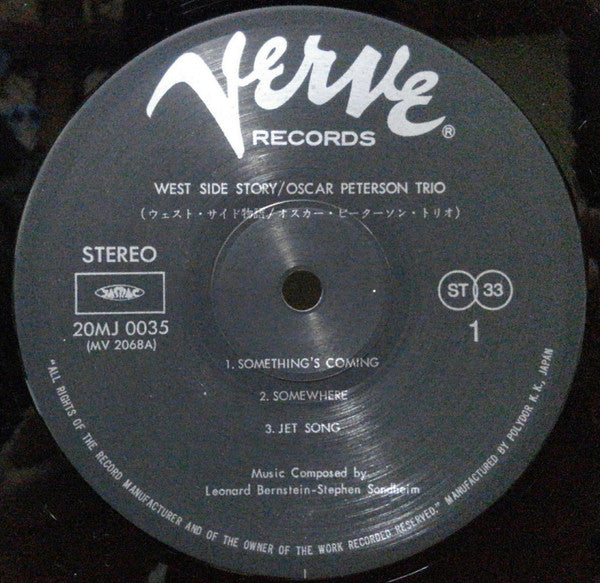 Verve®
RECORDS
WEST SIDE STORY/OSCAR PETERSON TRIO
(ウェスト・サイド物語/オスカー・ピーターソン・トリオ)
STEREO
JASRAC
20MJ 0035
(MV 2068A)
ST 33
1
1. SOMETHING'S COMING
2. SOMEWHERE
3. JET SONG
Music Composed by
Leonard Bernstein-Stephen Sondheim
"ALL RIGHTS OF THE RECORD MANUFACTURER AND OF THE OWNER OF THE WORK RECORDED RESERVED." MANUFACTURED BY POLYDOR K.K., JAPAN